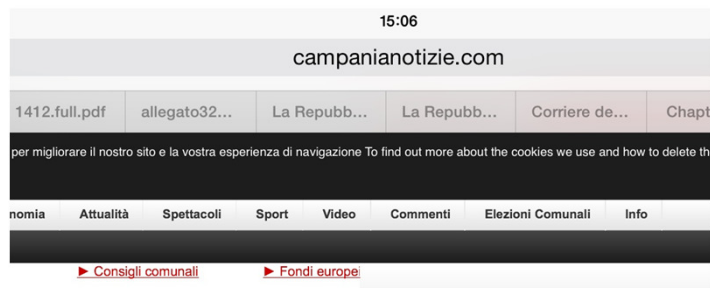 15:06
campanianotizie.com
1412.full.pdf allegato32... La Repubb... La Repubb... Corriere de... Chapt
per migliorare il nostro sito e la vostra esperienza di navigazione To find out more about the cookies we use and how to delete th
nomia Attualità Spettacoli Sport Video Commenti Elezioni Comunali Info
► Consigli comunali ► Fondi europei